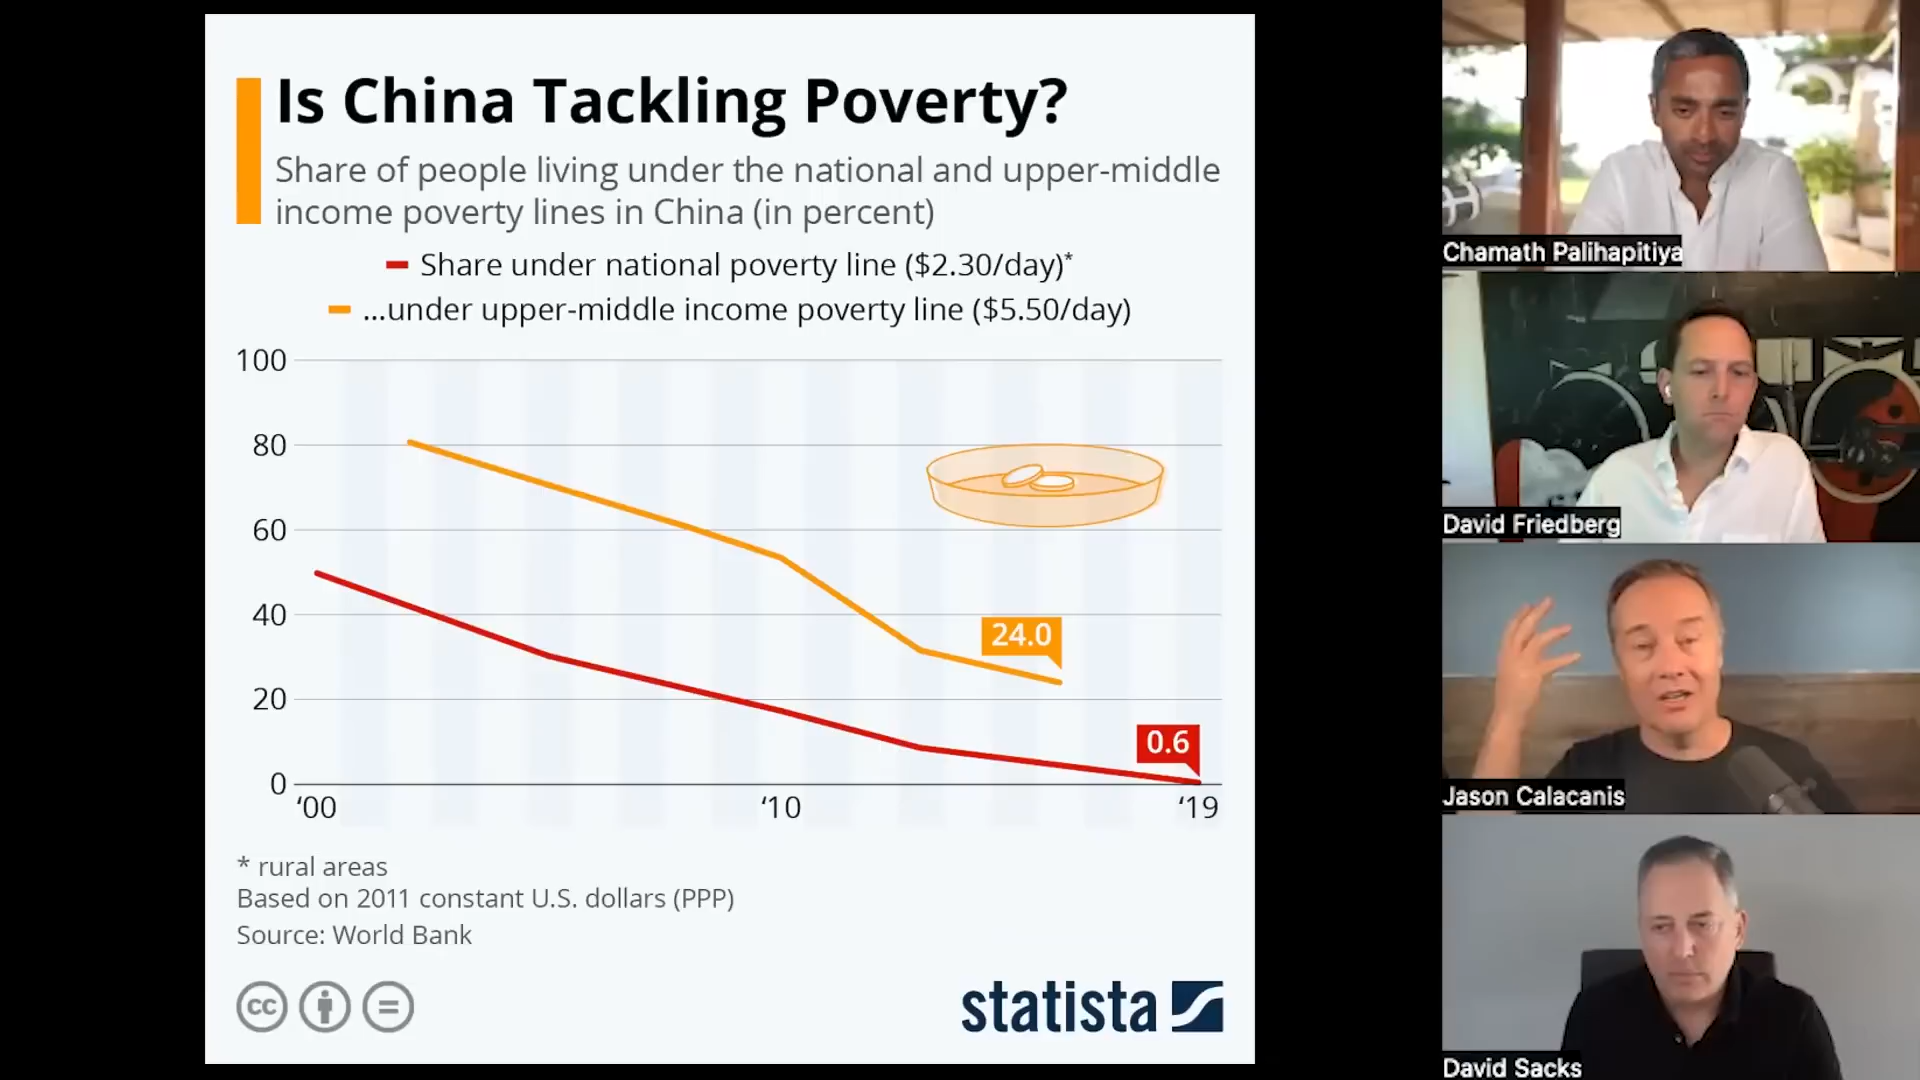 Is China Tackling Poverty?
Share of people living under the national and upper-middle
income poverty lines in China (in percent)
Share under national poverty line ($2.30/day)*
...under upper-middle income poverty line ($5.50/day)
100
80
60
40
20
0
24.0
0.6
‘00
‘10
‘19
* rural areas
Based on 2011 constant U.S. dollars (PPP)
Source: World Bank
cc
=
statista
Chamath Palihapitiya
David Friedberg
Jason Calacanis
David Sacks